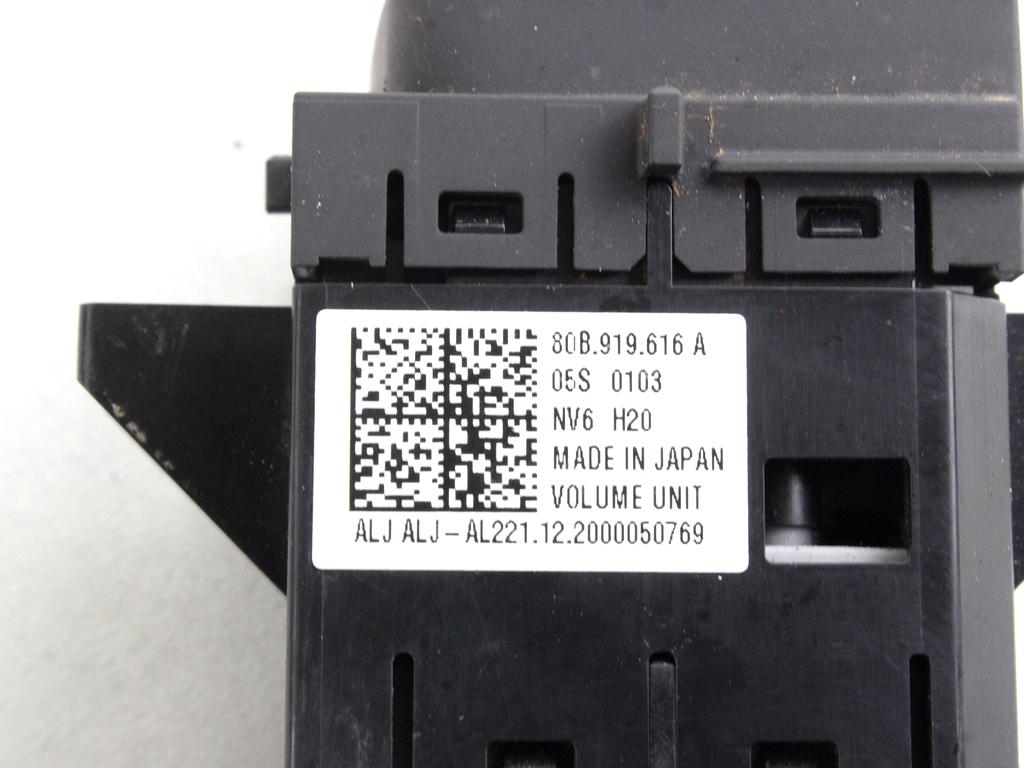 80B.919.616 A
05S 0103
NV6 H20
MADE IN JAPAN
VOLUME UNIT
ALJ ALJ-AL221.12.2000050769